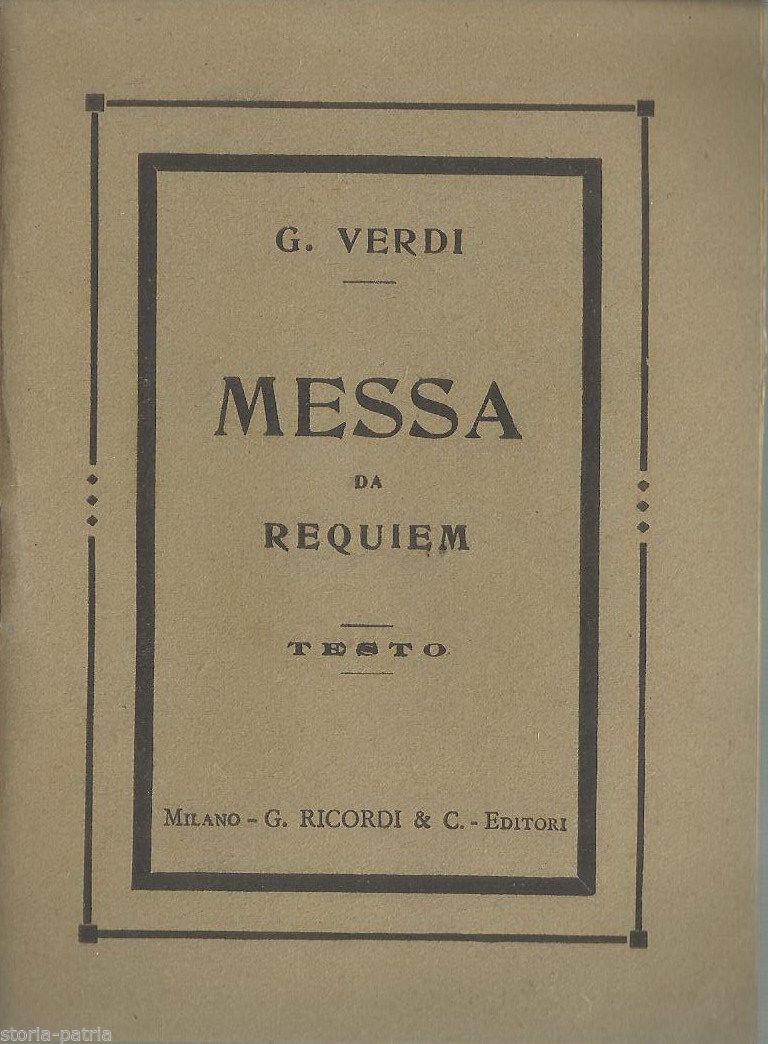 G. VERDI
MESSA
DA
REQUIEM
TESTO
MILANO - G. RICORDI & C. - EDITORI
storia-patria